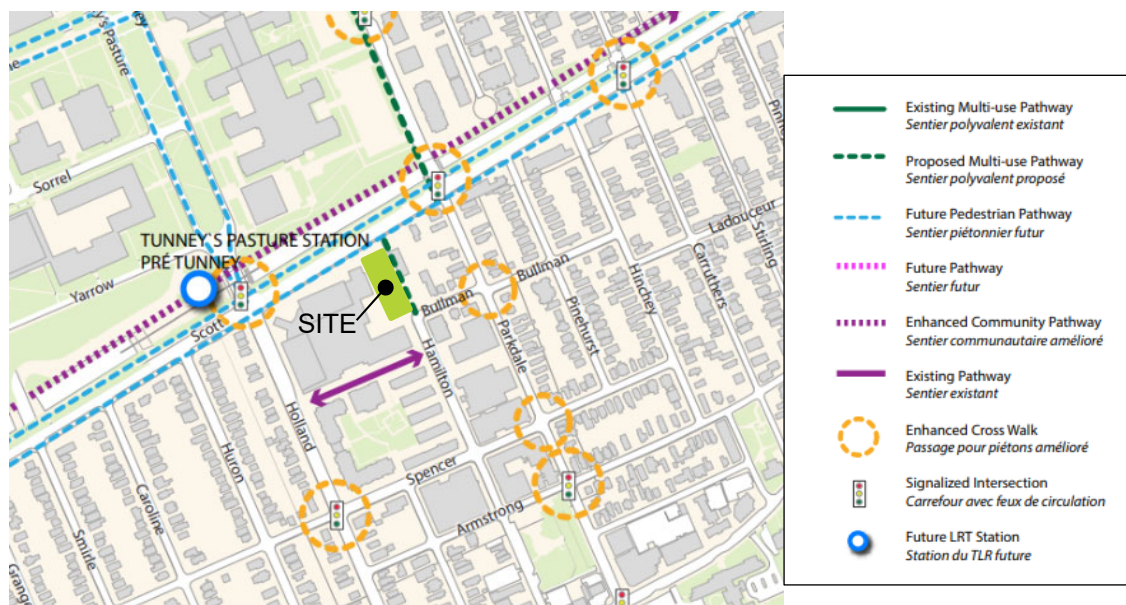 y's Pasture
Sorrel
TUNNEY'S PASTURE STATION
PRÉ TUNNEY
Yarrow
Scott
SITE
Bullman
Bullman
Ladouceur
Stirling
Carruthers
Hinchey
Pinehurst
Parkdale
Hamilton
Holland
Huron
Caroline
Smirle
Spencer
Armstrong
Existing Multi-use Pathway
Sentier polyvalent existant
Proposed Multi-use Pathway
Sentier polyvalent proposé
Future Pedestrian Pathway
Sentier piétonnier futur
Future Pathway
Sentier futur
Enhanced Community Pathway
Sentier communautaire amélioré
Existing Pathway
Sentier existant
Enhanced Cross Walk
Passage pour piétons amélioré
Signalized Intersection
Carrefour avec feux de circulation
Future LRT Station
Station du TLR future